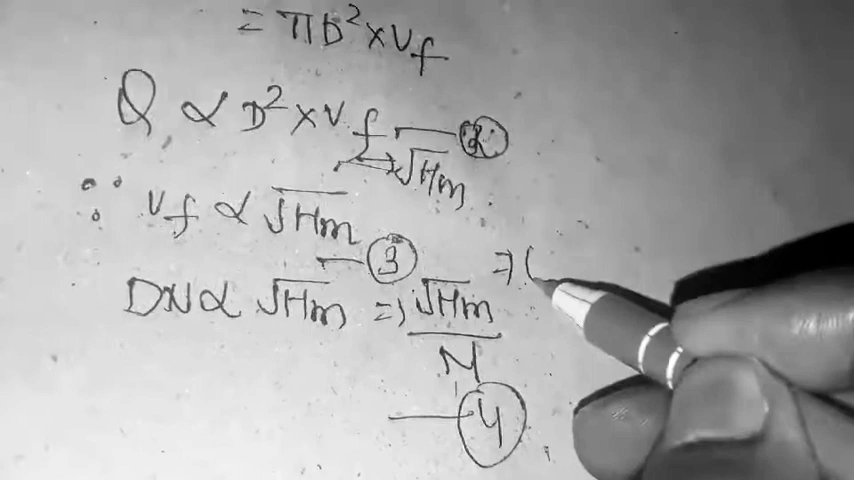 = πD² × Vf
Q ∝ D² × Vf — 2
→ √Hm
∴ Vf ∝ √Hm
— 3
DN ∝ √Hm ⇒ √Hm / N ⇒ (
— 4